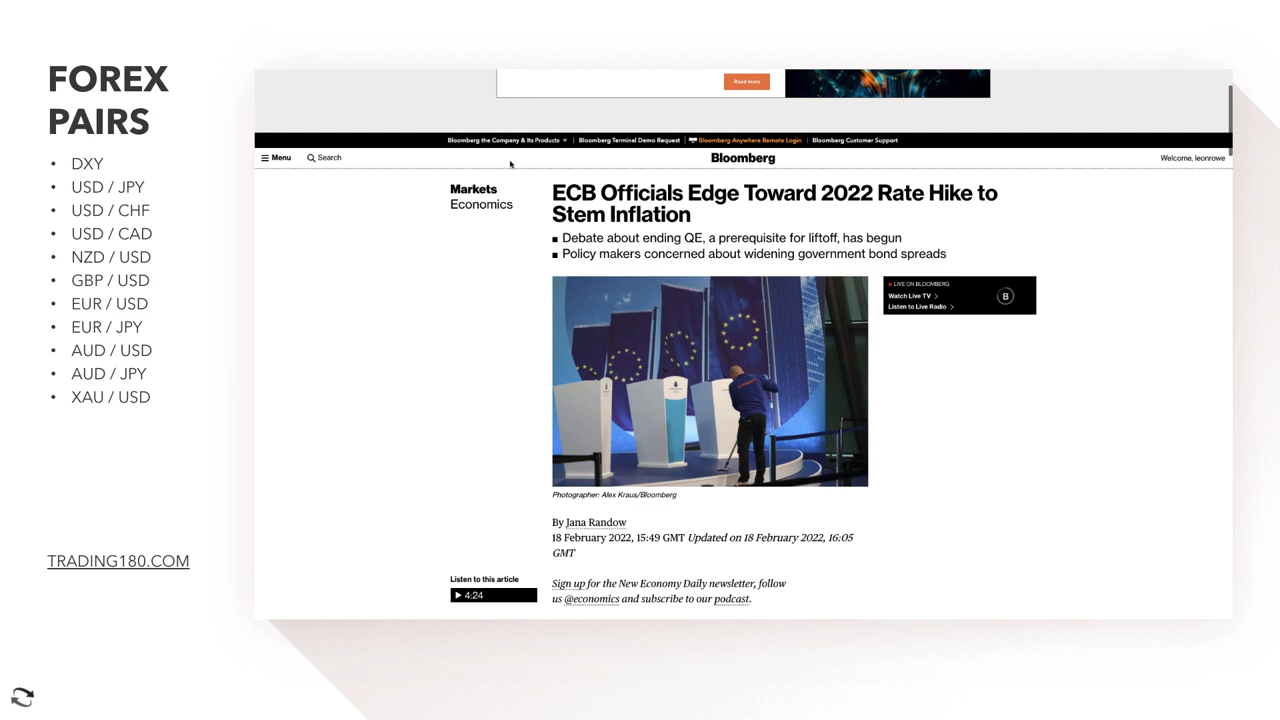 FOREX
PAIRS
• DXY
• USD / JPY
• USD / CHF
• USD / CAD
• NZD / USD
• GBP / USD
• EUR / USD
• EUR / JPY
• AUD / USD
• AUD / JPY
• XAU / USD
TRADING180.COM
Read more
Bloomberg the Company & Its Products | Bloomberg Terminal Demo Request | Bloomberg Anywhere Remote Login | Bloomberg Customer Support
Menu Search Bloomberg Welcome, leonrowe
Markets
Economics
ECB Officials Edge Toward 2022 Rate Hike to
Stem Inflation
■ Debate about ending QE, a prerequisite for liftoff, has begun
■ Policy makers concerned about widening government bond spreads
LIVE ON BLOOMBERG
Watch Live TV >
Listen to Live Radio >
B
Photographer: Alex Kraus/Bloomberg
By Jana Randow
18 February 2022, 15:49 GMT Updated on 18 February 2022, 16:05
GMT
Listen to this article
4:24
Sign up for the New Economy Daily newsletter, follow
us @economics and subscribe to our podcast.